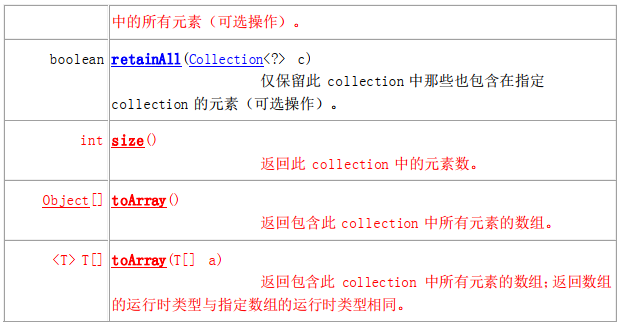 中的所有元素（可选操作）。
boolean retainAll(Collection<?> c)
仅保留此 collection 中那些也包含在指定
collection 的元素（可选操作）。
int size()
返回此 collection 中的元素数。
Object[] toArray()
返回包含此 collection 中所有元素的数组。
<T> T[] toArray(T[] a)
返回包含此 collection 中所有元素的数组；返回数组
的运行时类型与指定数组的运行时类型相同。